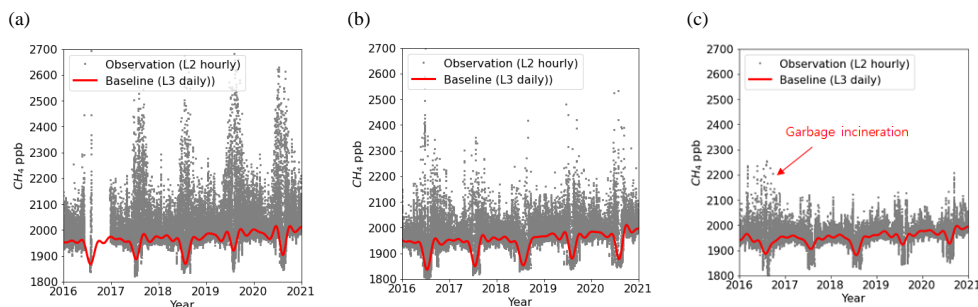 (a)
2700
2600
2500
2400
2300
2200
2100
2000
1900
1800
CH4 ppb
Observation (L2 hourly)
Baseline (L3 daily))
2016 2017 2018 2019 2020 2021
Year
(b)
2700
2600
2500
2400
2300
2200
2100
2000
1900
1800
CH4 ppb
Observation (L2 hourly)
Baseline (L3 daily))
2016 2017 2018 2019 2020 2021
Year
(c)
2700
2600
2500
2400
2300
2200
2100
2000
1900
1800
CH4 ppb
Observation (L2 hourly)
Baseline (L3 daily))
Garbage incineration
2016 2017 2018 2019 2020 2021
Year